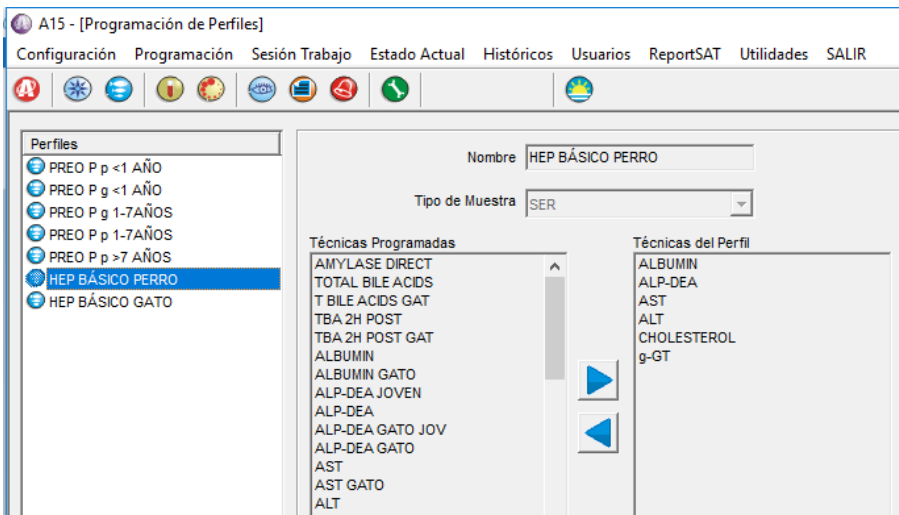 A15 - [Programación de Perfiles]
Configuración Programación Sesión Trabajo Estado Actual Históricos Usuarios ReportSAT Utilidades SALIR
Perfiles
PREO P p <1 AÑO
PREO P g <1 AÑO
PREO P g 1-7AÑOS
PREO P p 1-7AÑOS
PREO P p >7 AÑOS
HEP BÁSICO PERRO
HEP BÁSICO GATO
Nombre HEP BÁSICO PERRO
Tipo de Muestra SER
Técnicas Programadas
AMYLASE DIRECT
TOTAL BILE ACIDS
T BILE ACIDS GAT
TBA 2H POST
TBA 2H POST GAT
ALBUMIN
ALBUMIN GATO
ALP-DEA JOVEN
ALP-DEA
ALP-DEA GATO JOV
ALP-DEA GATO
AST
AST GATO
ALT
Técnicas del Perfil
ALBUMIN
ALP-DEA
AST
ALT
CHOLESTEROL
g-GT